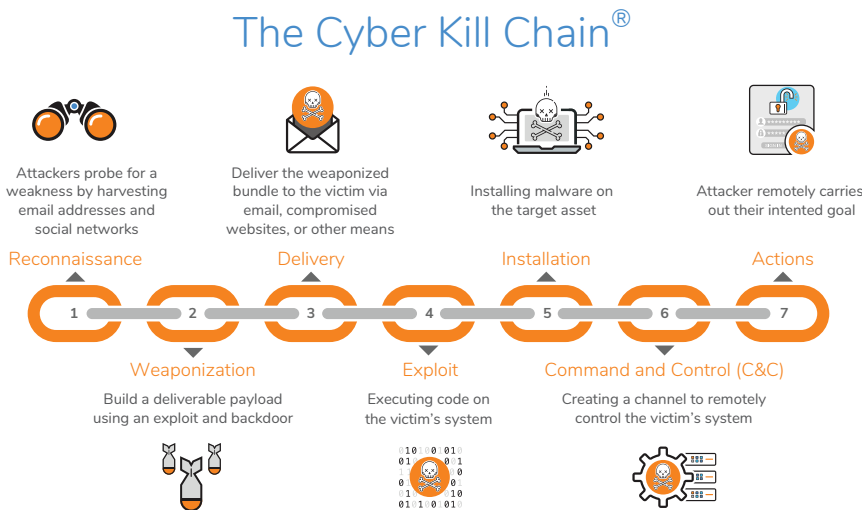 The Cyber Kill Chain®
Attackers probe for a
weakness by harvesting
email addresses and
social networks
Reconnaissance
Deliver the weaponized
bundle to the victim via
email, compromised
websites, or other means
Delivery
Installing malware on
the target asset
Installation
Attacker remotely carries
out their intented goal
Actions
1
2
3
4
5
6
7
Weaponization
Build a deliverable payload
using an exploit and backdoor
Exploit
Executing code on
the victim's system
Command and Control (C&C)
Creating a channel to remotely
control the victim's system